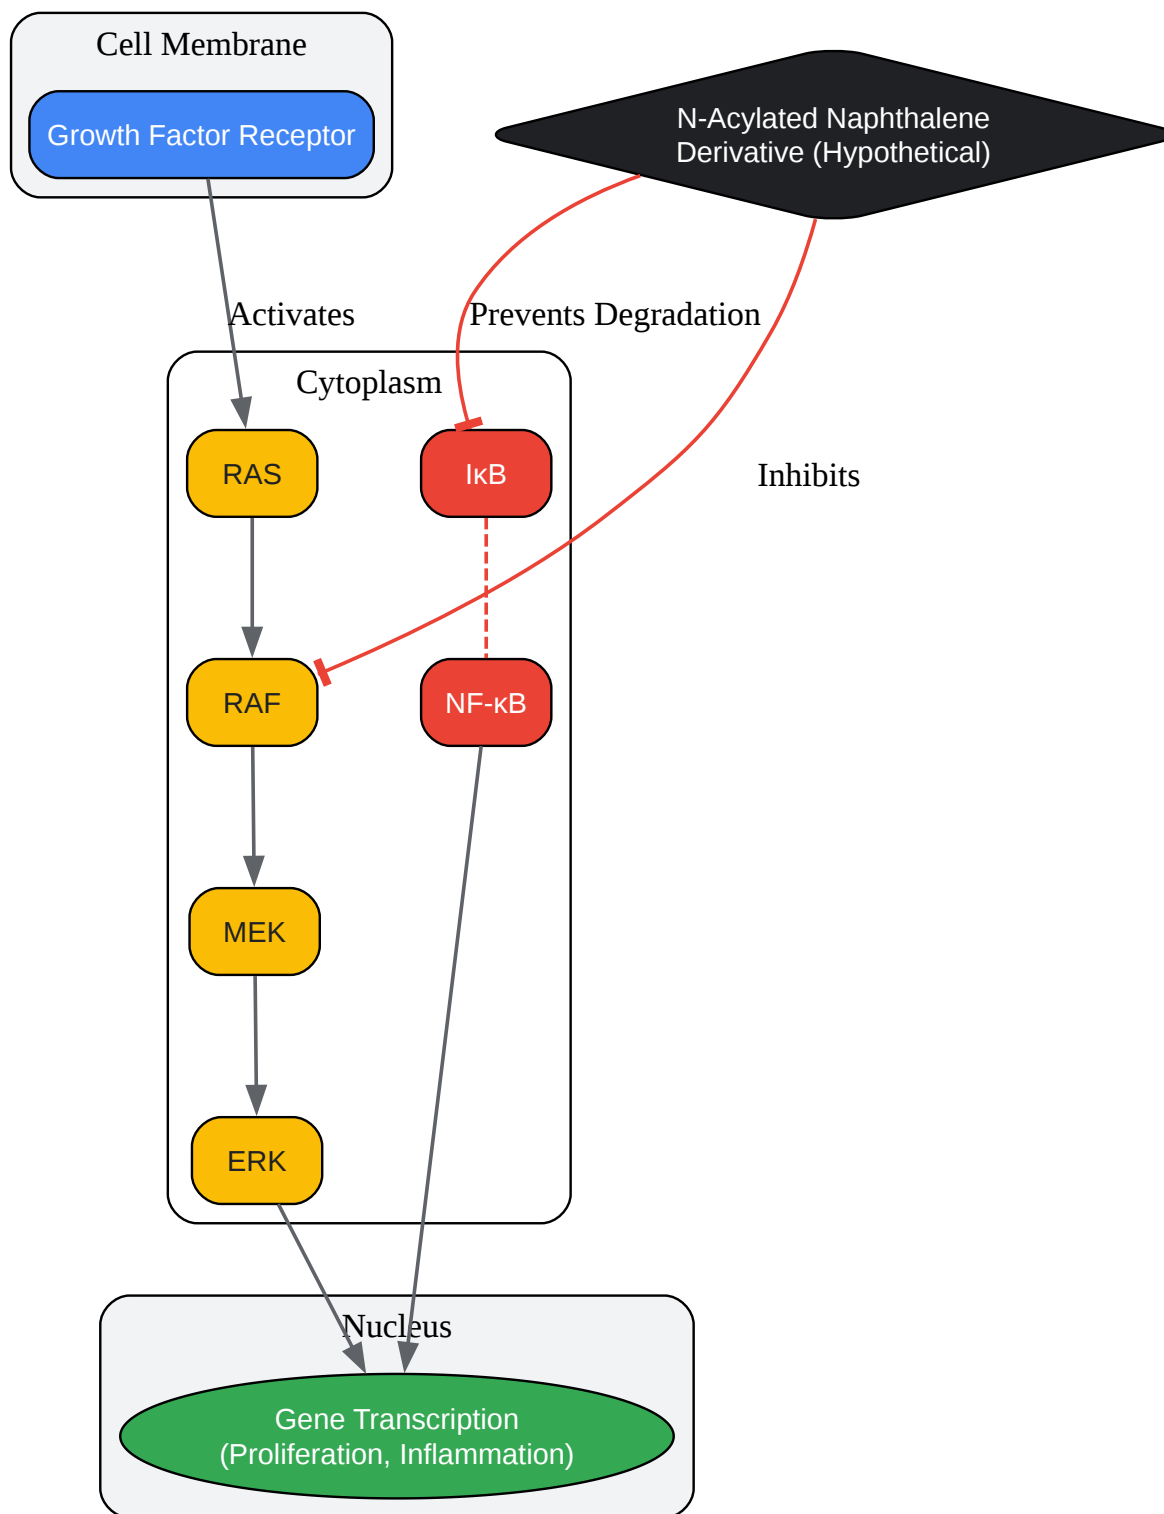 Cell Membrane
Growth Factor Receptor
N-Acylated Naphthalene
Derivative (Hypothetical)
Activates
Prevents Degradation
Cytoplasm
RAS
IκB
Inhibits
RAF
NF-κB
MEK
ERK
Nucleus
Gene Transcription
(Proliferation, Inflammation)